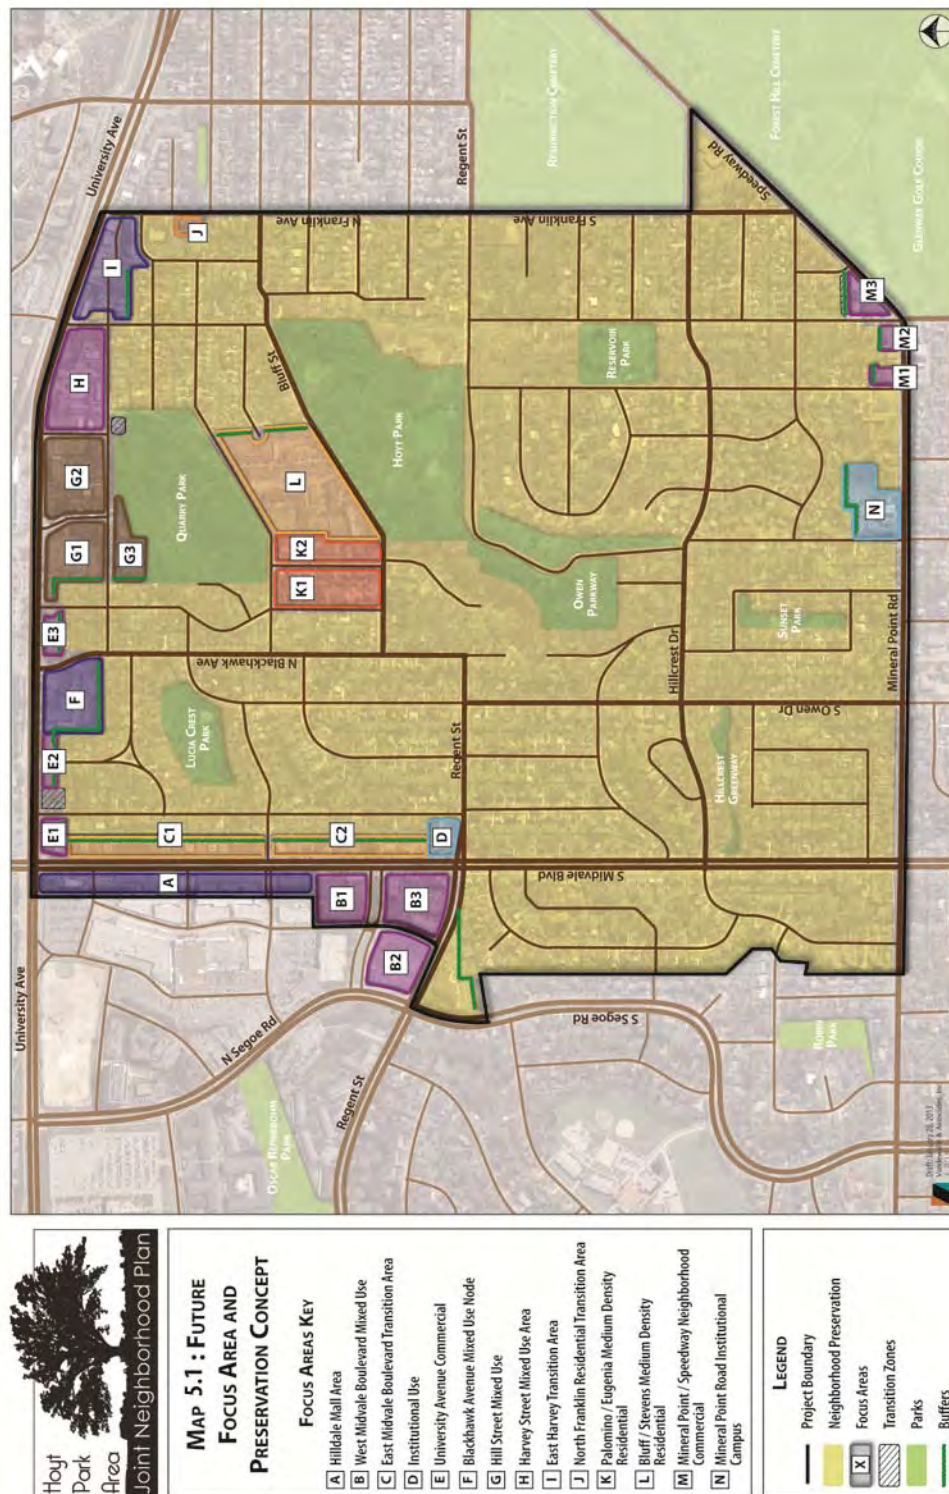 Hoyt
Park
Area
Joint Neighborhood Plan
MAP 5.1 : FUTURE
FOCUS AREA AND
PRESERVATION CONCEPT
FOCUS AREAS KEY
A Hilldale Mall Area
B West Midvale Boulevard Mixed Use
C East Midvale Boulevard Transition Area
D Institutional Use
E University Avenue Commercial
F Blackhawk Avenue Mixed Use Node
G Hill Street Mixed Use
H Harvey Street Mixed Use Area
I East Harvey Transition Area
J North Franklin Residential Transition Area
K Palomino / Eugenia Medium Density
Residential
L Bluff / Stevens Medium Density
Residential
M Mineral Point / Speedway Neighborhood
Commercial
N Mineral Point Road Institutional
Campus
LEGEND
Project Boundary
Neighborhood Preservation
X Focus Areas
Transition Zones
Parks
Buffers
University Ave
University Ave
N Segoe Rd
OSCAR RENNEBOHM
PARK
Regent St
S Segoe Rd
RODIN
PARK
A
B1
B2
B3
S Midvale Blvd
E1
C1
C2
D
E2
F
E3
LUCIA CREST
PARK
N Blackhawk Ave
Regent St
HILLCREST
GREENWAY
S Owen Dr
Hillcrest Dr
Mineral Point Rd
G1
G2
G3
H
I
J
QUARRY PARK
K1
K2
L
Bluff St
HOYT PARK
OWEN
PARKWAY
SUNSET
PARK
RESERVOIR
PARK
N
M1
M2
M3
N Franklin Ave
S Franklin Ave
Regent St
RESURRECTION CEMETERY
FOREST HILL CEMETERY
Speedway Rd
GLENWAY GOLF COURSE